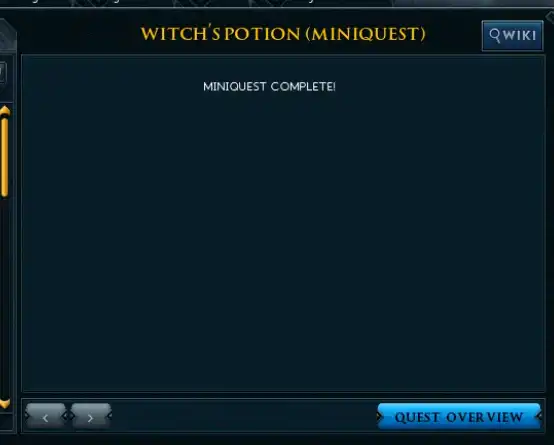 WITCH'S POTION (MINIQUEST)
WIKI
MINIQUEST COMPLETE!
QUEST OVERVIEW